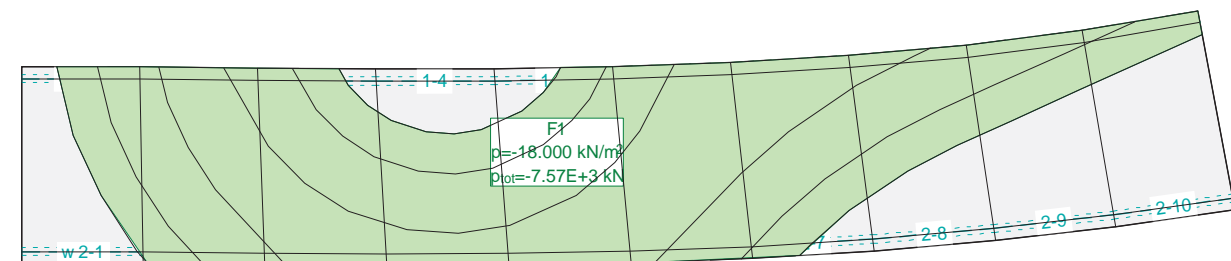 1-4
1
F1
p=-18.000 kN/m²
ptot=-7.57E+3 kN
2-10
2-9
2-8
-7
w 2-1